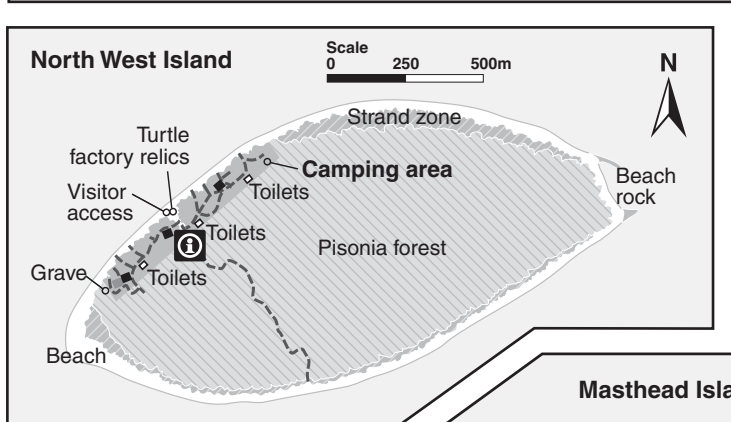 North West Island
Scale
0 250 500m
N
Strand zone
Turtle
factory relics
Camping area
Visitor
access
Toilets
Beach
rock
Toilets
Pisonia forest
Grave
Toilets
Beach